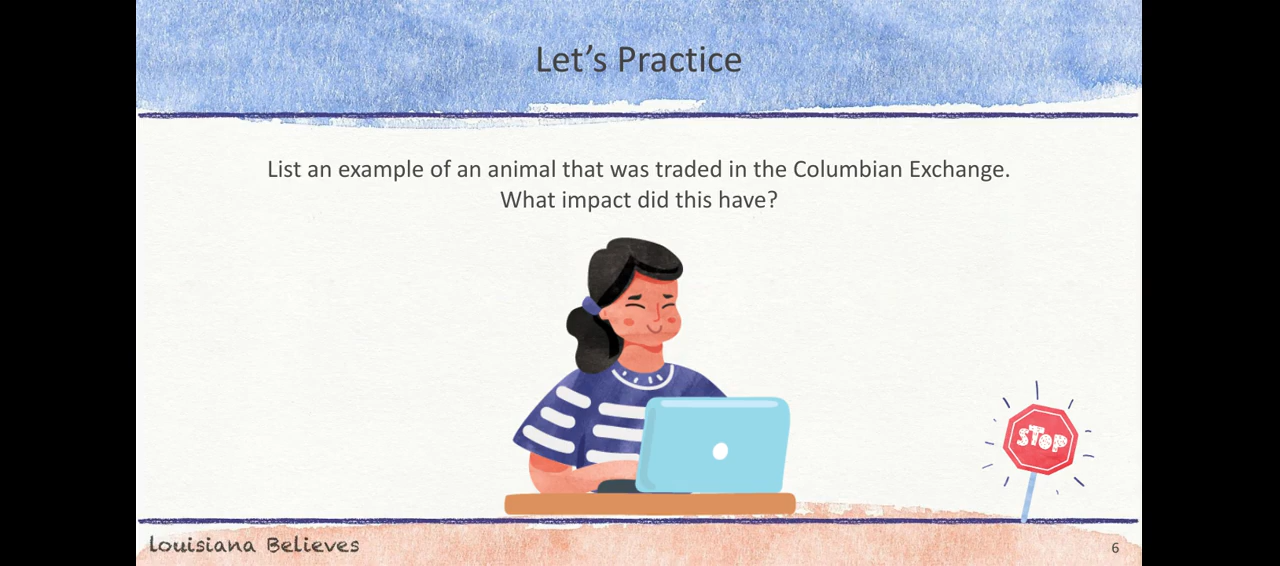 Let’s Practice
List an example of an animal that was traded in the Columbian Exchange.
What impact did this have?
STOP
Louisiana Believes
6